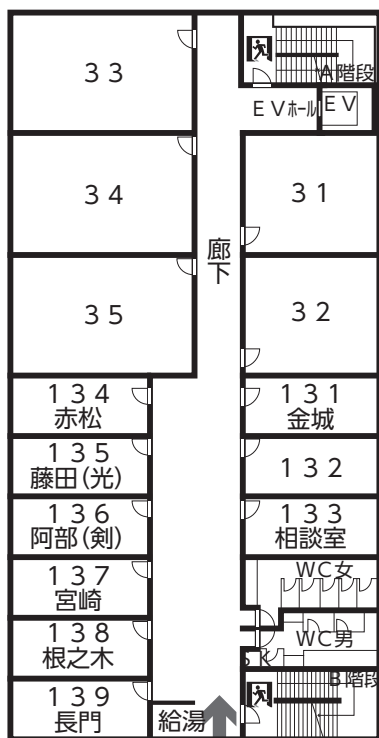 33
A階段
EVホール
EV
34
31
廊下
35
32
134
赤松
131
金城
135
藤田(光)
132
136
阿部(剣)
133
相談室
137
宮崎
WC女
138
根之木
WC男
SK
B階段
139
長門
給湯